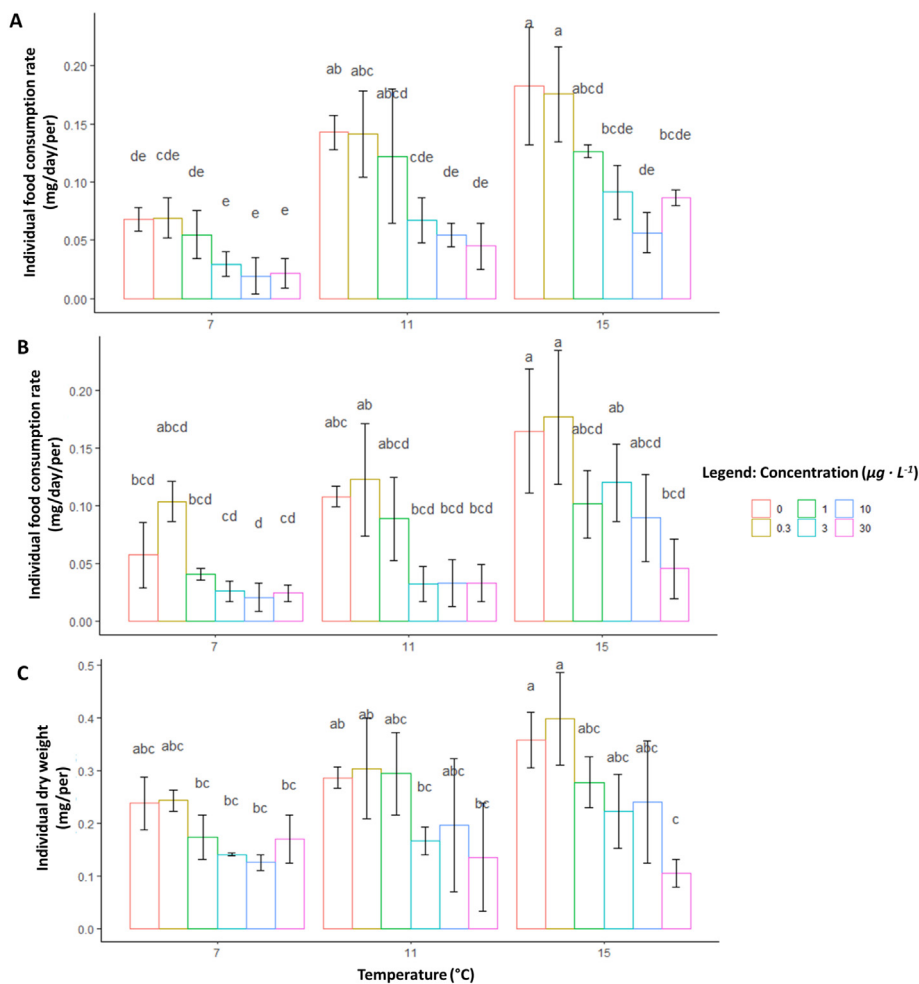 A
Individual food consumption rate
(mg/day/per)
0.20
0.15
0.10
0.05
0.00
de cde de e e e
ab abc abcd cde de de
a a abcd bcde de bcde
7 11 15
B
Individual food consumption rate
(mg/day/per)
0.20
0.15
0.10
0.05
0.00
bcd abcd bcd cd d cd
abc ab abcd bcd bcd bcd
a a abcd ab abcd bcd
7 11 15
Legend: Concentration (µg · L⁻¹)
0 1 10
0.3 3 30
C
Individual dry weight
(mg/per)
0.5
0.4
0.3
0.2
0.1
0.0
abc abc bc bc bc bc
ab ab abc bc abc bc
a a abc abc abc c
7 11 15
Temperature (°C)